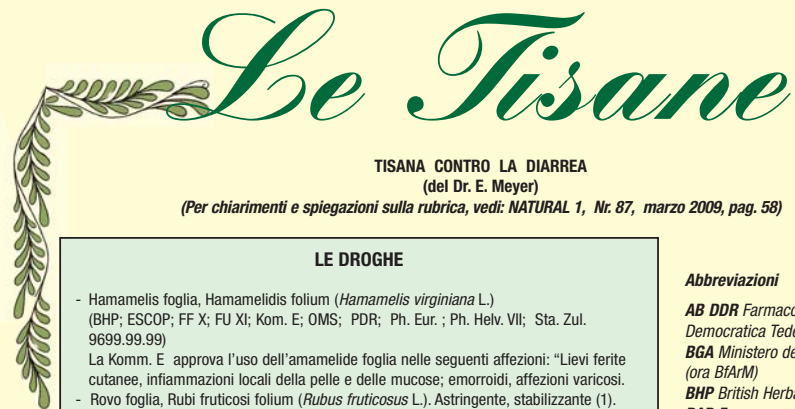 Le Tisane
TISANA CONTRO LA DIARREA
(del Dr. E. Meyer)
(Per chiarimenti e spiegazioni sulla rubrica, vedi: NATURAL 1, Nr. 87, marzo 2009, pag. 58)
LE DROGHE
- Hamamelis foglia, Hamamelidis folium (Hamamelis virginiana L.)
(BHP; ESCOP; FF X; FU XI; Kom. E; OMS; PDR; Ph. Eur. ; Ph. Helv. VII; Sta. Zul.
9699.99.99)
La Komm. E approva l'uso dell'amamelide foglia nelle seguenti affezioni: "Lievi ferite
cutanee, infiammazioni locali della pelle e delle mucose; emorroidi, affezioni varicosi.
- Rovo foglia, Rubi fruticosi folium (Rubus fruticosus L.). Astringente, stabilizzante (1).
Abbreviazioni
AB DDR Farmaco
Democratica Tede
BGA Ministero de
(ora BfArM)
BHP British Herba